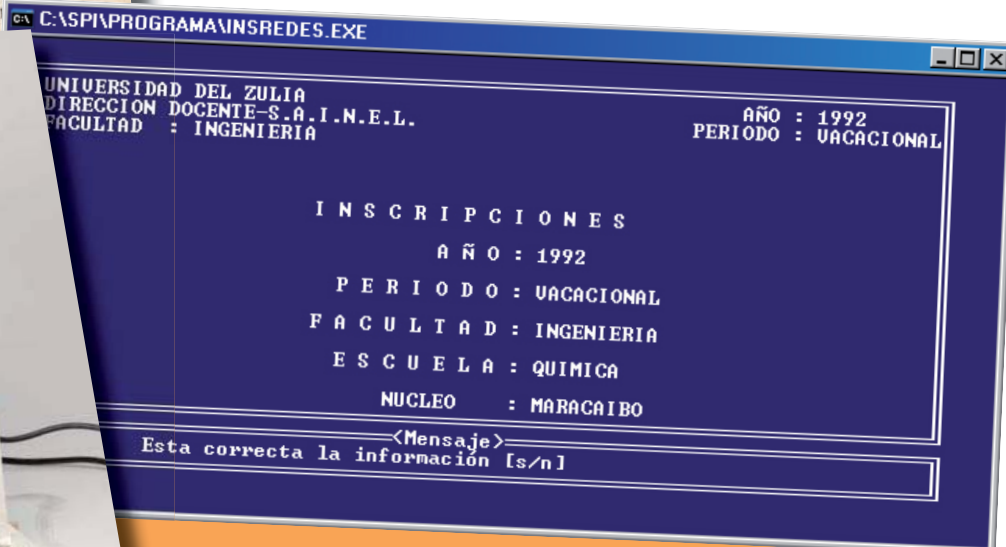 C:\SPI\PROGRAMA\INSREDES.EXE
UNIVERSIDAD DEL ZULIA
DIRECCION DOCENTE-S.A.I.N.E.L.
FACULTAD : INGENIERIA
AÑO : 1992
PERIODO : VACACIONAL
I N S C R I P C I O N E S
A Ñ O : 1992
P E R I O D O : VACACIONAL
F A C U L T A D : INGENIERIA
E S C U E L A : QUIMICA
NUCLEO : MARACAIBO
<Mensaje>
Esta correcta la información [s/n]